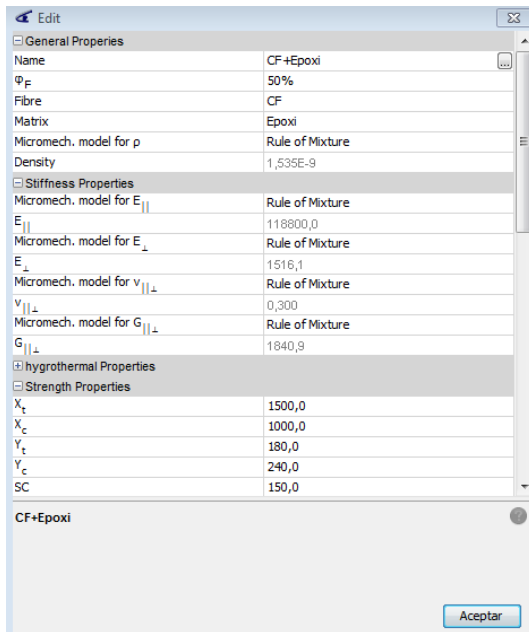 Edit
General Properies
Name CF+Epoxi ...
φF 50%
Fibre CF
Matrix Epoxi
Micromech. model for ρ Rule of Mixture
Density 1,535E-9
Stiffness Properties
Micromech. model for E|| Rule of Mixture
E|| 118800,0
Micromech. model for E⊥ Rule of Mixture
E⊥ 1516,1
Micromech. model for ν||⊥ Rule of Mixture
ν||⊥ 0,300
Micromech. model for G||⊥ Rule of Mixture
G||⊥ 1840,9
hygrothermal Properties
Strength Properties
Xt 1500,0
Xc 1000,0
Yt 180,0
Yc 240,0
SC 150,0
CF+Epoxi ?
Aceptar